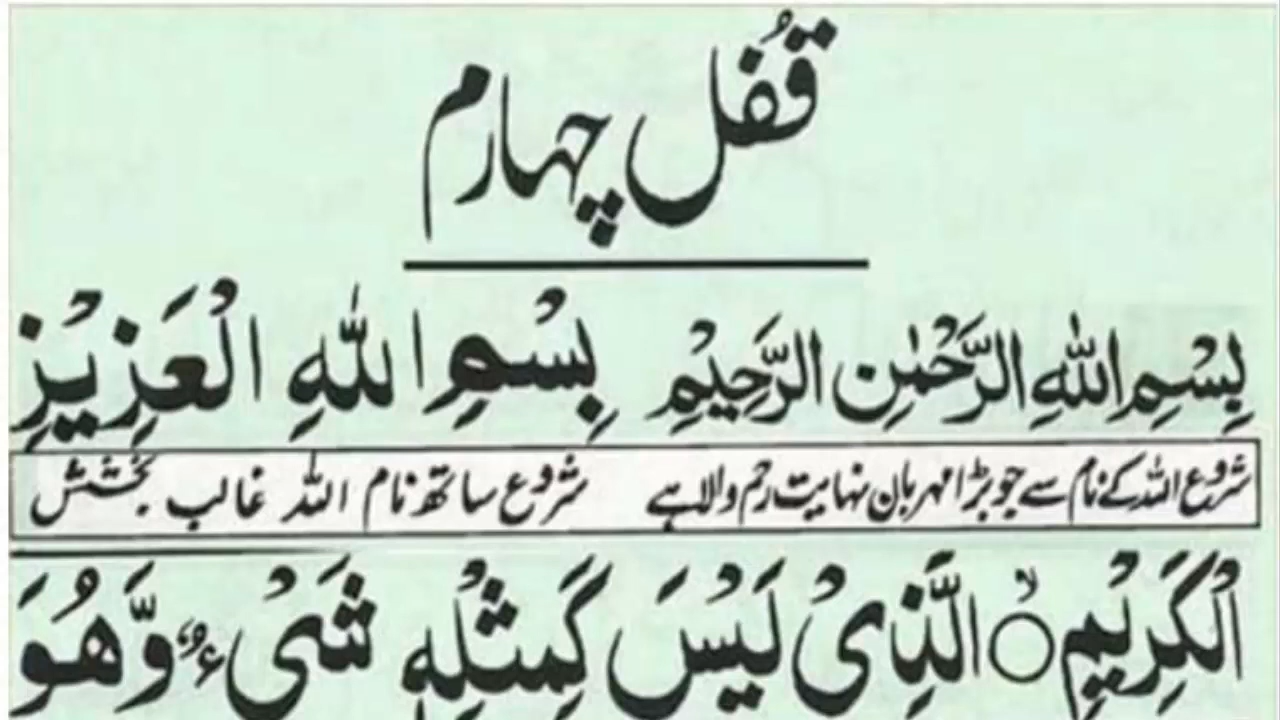 قُفُل چہارم
بِسْمِ اللّٰهِ الرَّحْمٰنِ الرَّحِيْمِ بِسْمِ اللّٰهِ الْعَزِيْزِ
شروع اللہ کے نام سے جو بڑا مہربان نہایت رحم والا ہے شروع ساتھ نام اللہ غالب بخشش
الْكَرِيْمِ ۙ الَّذِىْ لَيْسَ كَمِثْلِهٖ شَىْءٌ وَّهُوَ